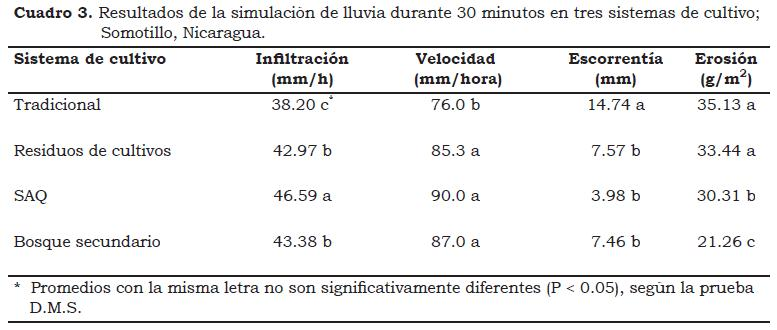 Cuadro 3. Resultados de la simulación de lluvia durante 30 minutos en tres sistemas de cultivo;
Somotillo, Nicaragua.
Sistema de cultivo Infiltración Velocidad Escorrentía Erosión
(mm/h) (mm/hora) (mm) (g/m²)
Tradicional 38.20 c* 76.0 b 14.74 a 35.13 a
Residuos de cultivos 42.97 b 85.3 a 7.57 b 33.44 a
SAQ 46.59 a 90.0 a 3.98 b 30.31 b
Bosque secundario 43.38 b 87.0 a 7.46 b 21.26 c
* Promedios con la misma letra no son significativamente diferentes (P < 0.05), según la prueba
D.M.S.